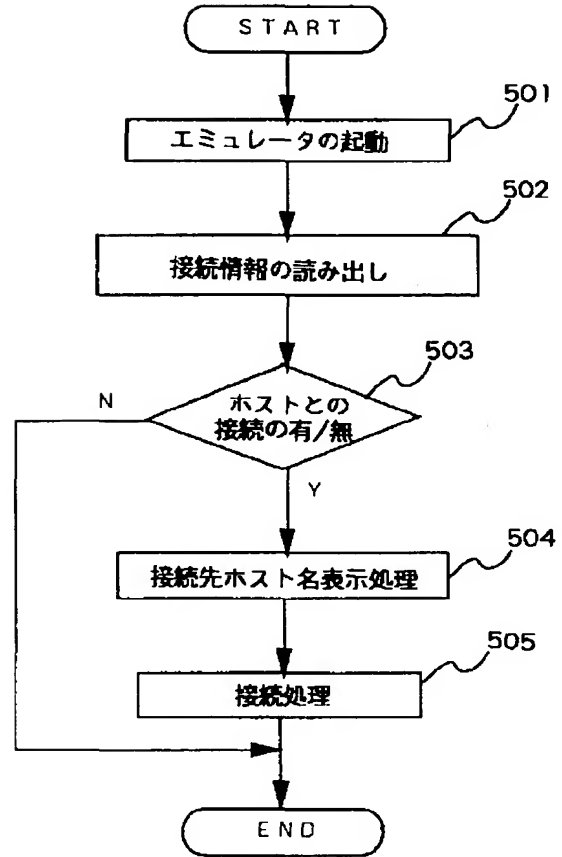 START
501
エミュレータの起動
502
接続情報の読み出し
503
N
ホストとの
接続の有/無
Y
504
接続先ホスト名表示処理
505
接続処理
END